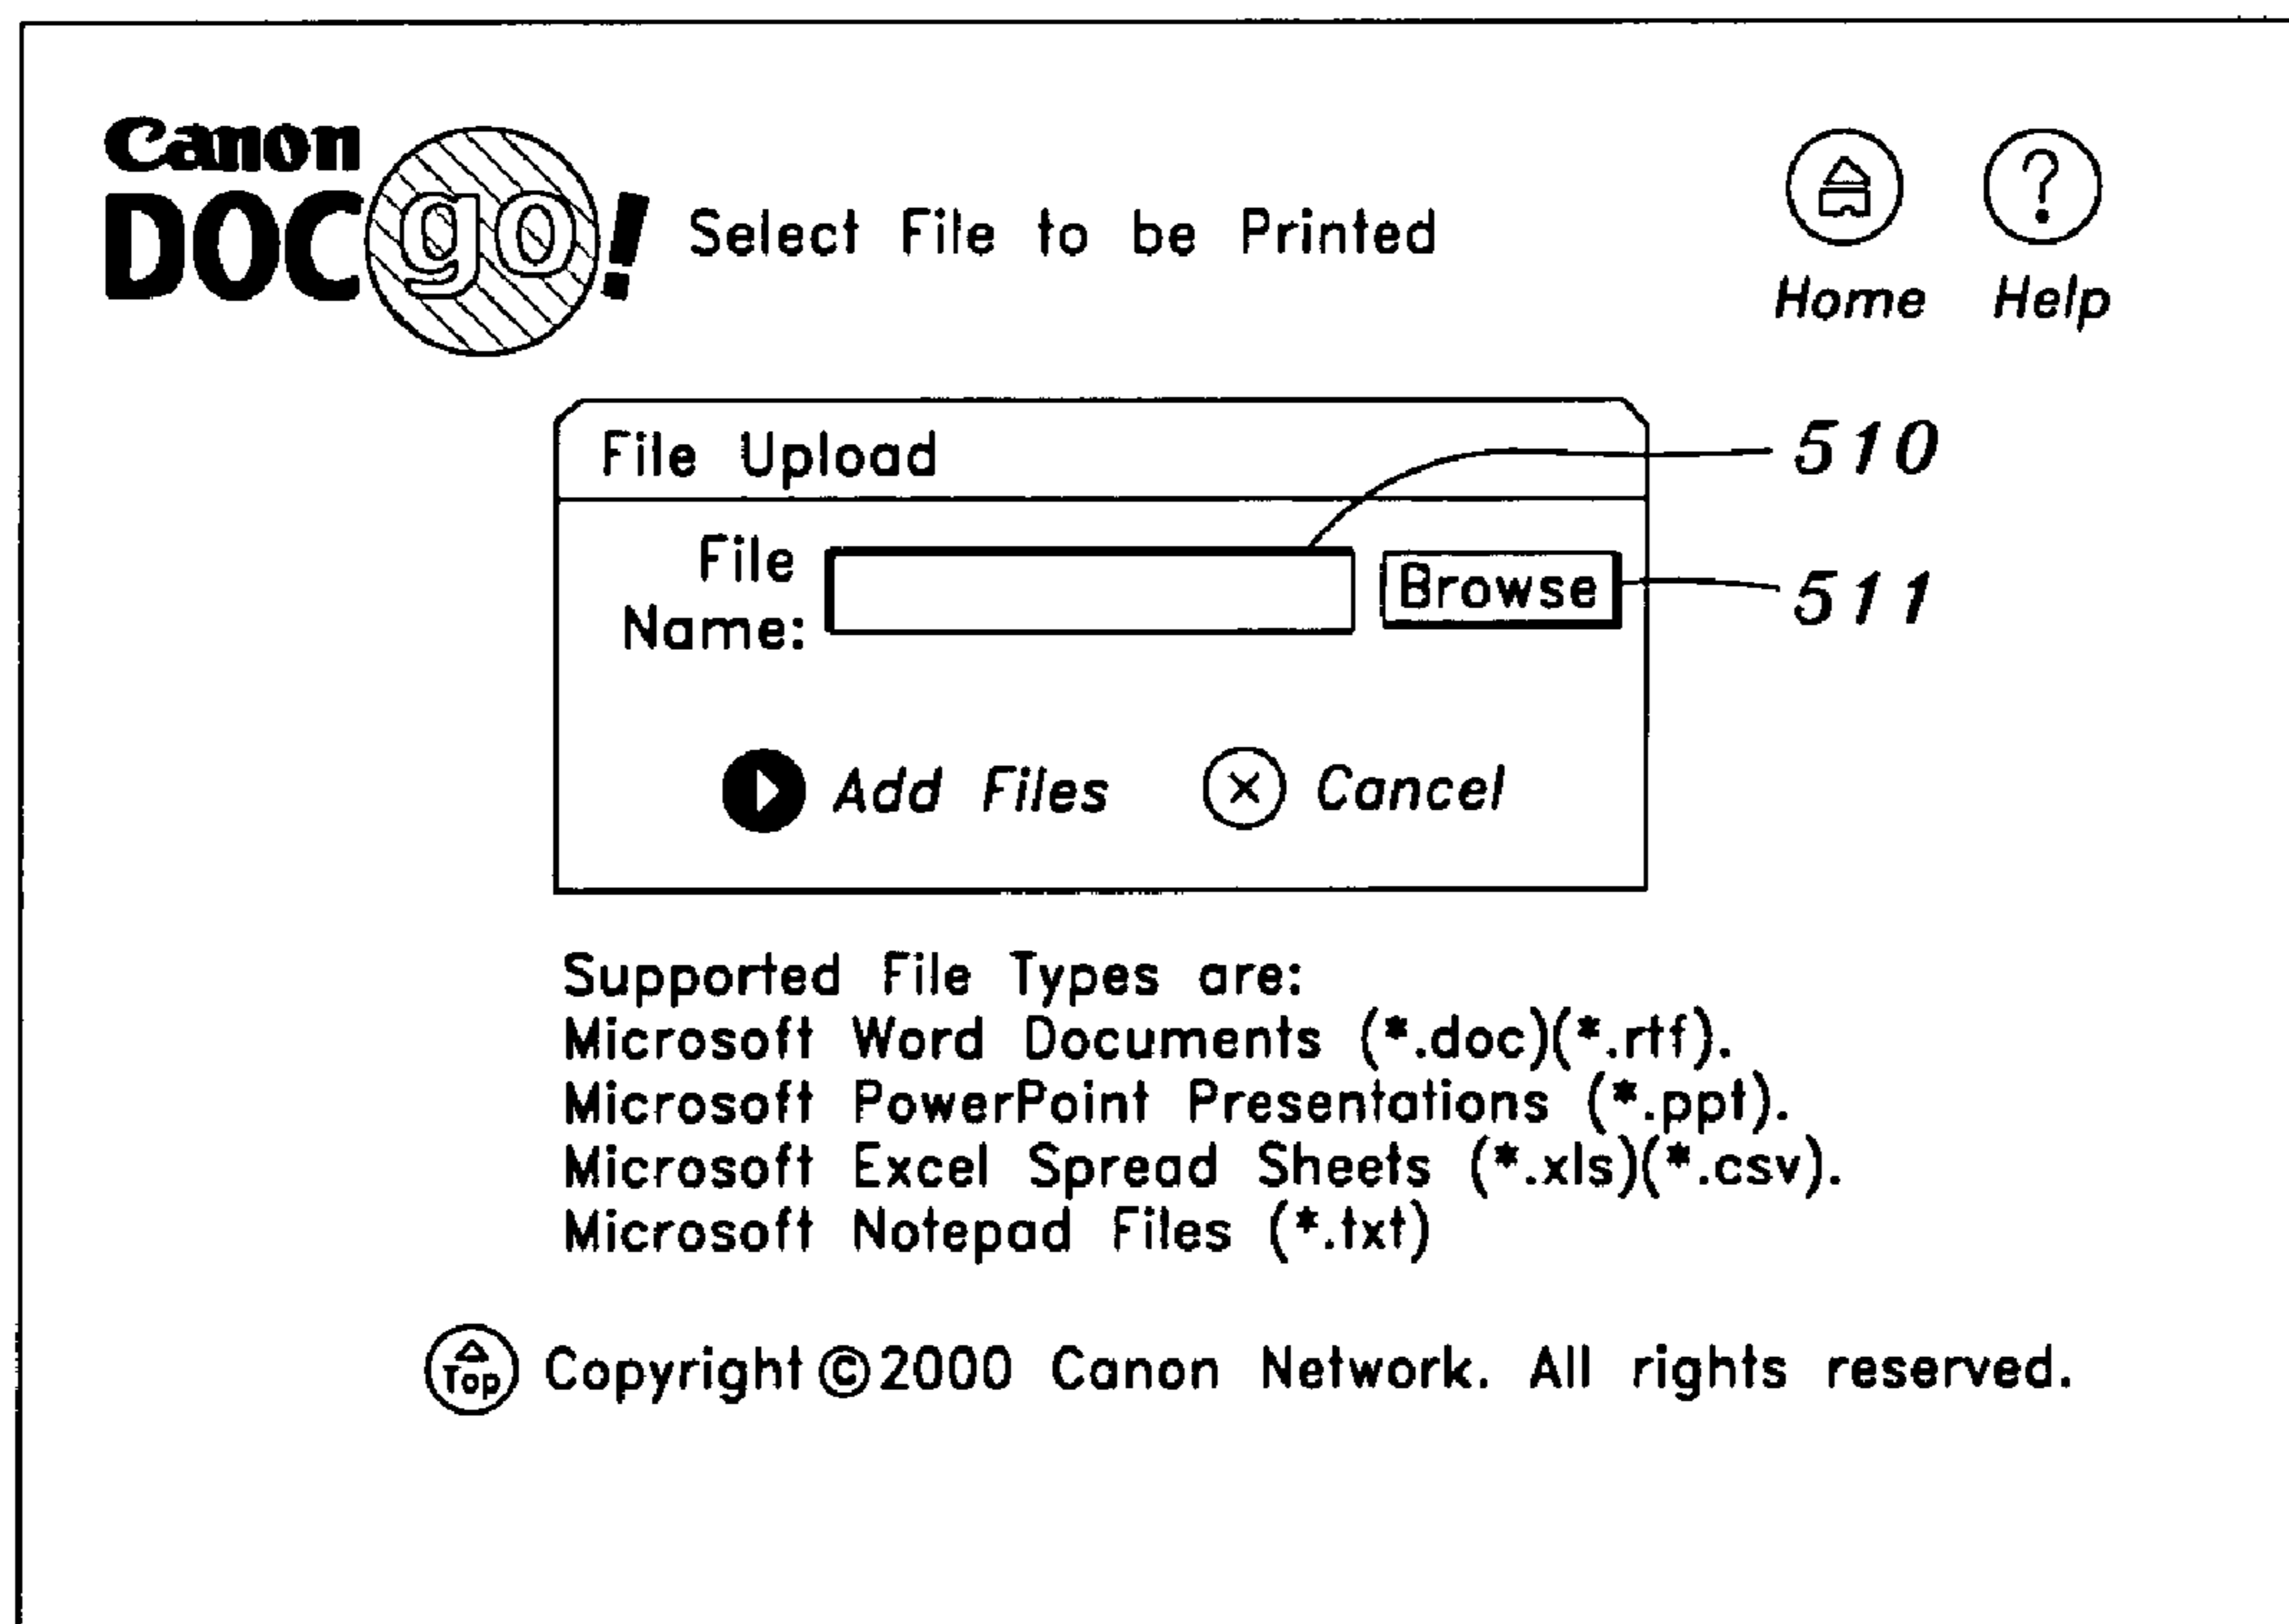 Canon
DOC go! Select File to be Printed
Home Help
File Upload
510
File Name:
Browse
511
Add Files Cancel
Supported File Types are:
Microsoft Word Documents (*.doc)(*.rtf).
Microsoft PowerPoint Presentations (*.ppt).
Microsoft Excel Spread Sheets (*.xls)(*.csv).
Microsoft Notepad Files (*.txt)
Top Copyright©2000 Canon Network. All rights reserved.